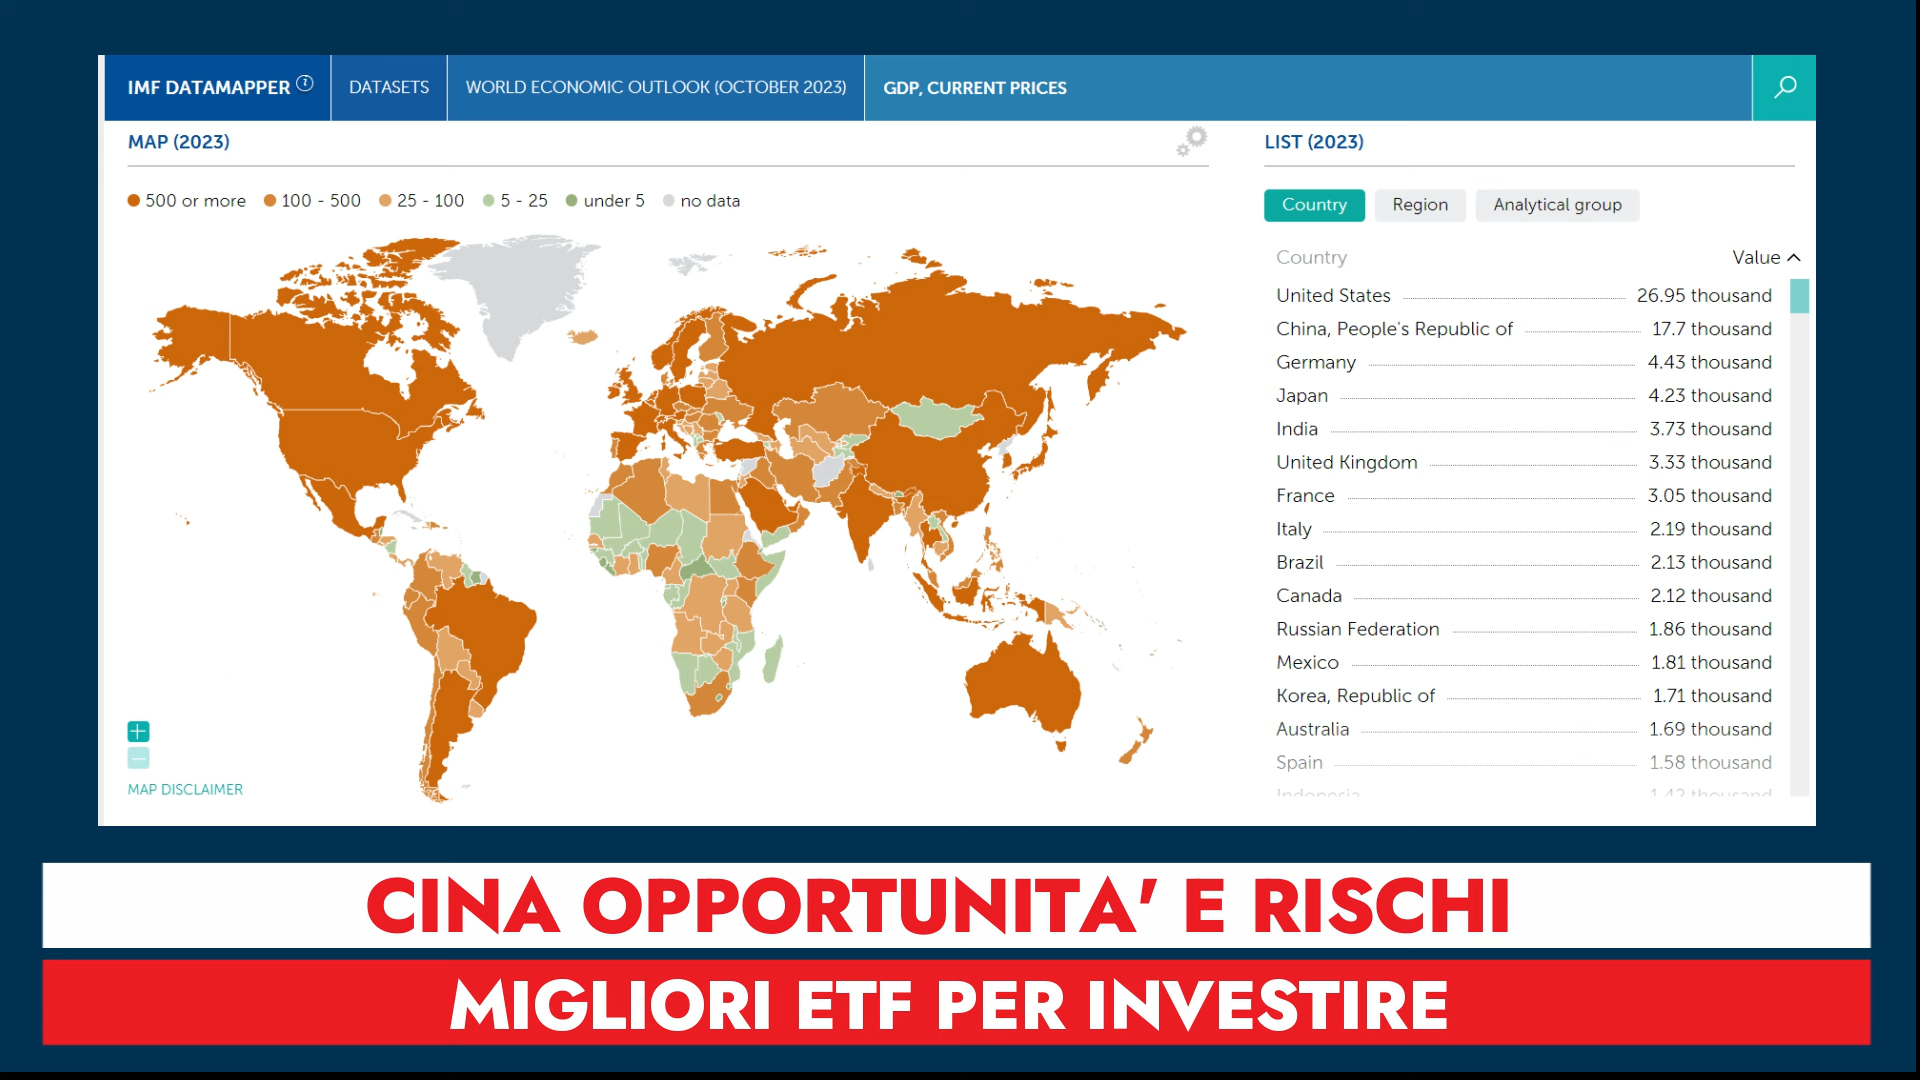 IMF DATAMAPPER i DATASETS WORLD ECONOMIC OUTLOOK (OCTOBER 2023) GDP, CURRENT PRICES
MAP (2023)
500 or more 100 - 500 25 - 100 5 - 25 under 5 no data
MAP DISCLAIMER
LIST (2023)
Country Region Analytical group
Country Value
United States 26.95 thousand
China, People's Republic of 17.7 thousand
Germany 4.43 thousand
Japan 4.23 thousand
India 3.73 thousand
United Kingdom 3.33 thousand
France 3.05 thousand
Italy 2.19 thousand
Brazil 2.13 thousand
Canada 2.12 thousand
Russian Federation 1.86 thousand
Mexico 1.81 thousand
Korea, Republic of 1.71 thousand
Australia 1.69 thousand
Spain 1.58 thousand
Indonesia 1.42 thousand
CINA OPPORTUNITA' E RISCHI
MIGLIORI ETF PER INVESTIRE